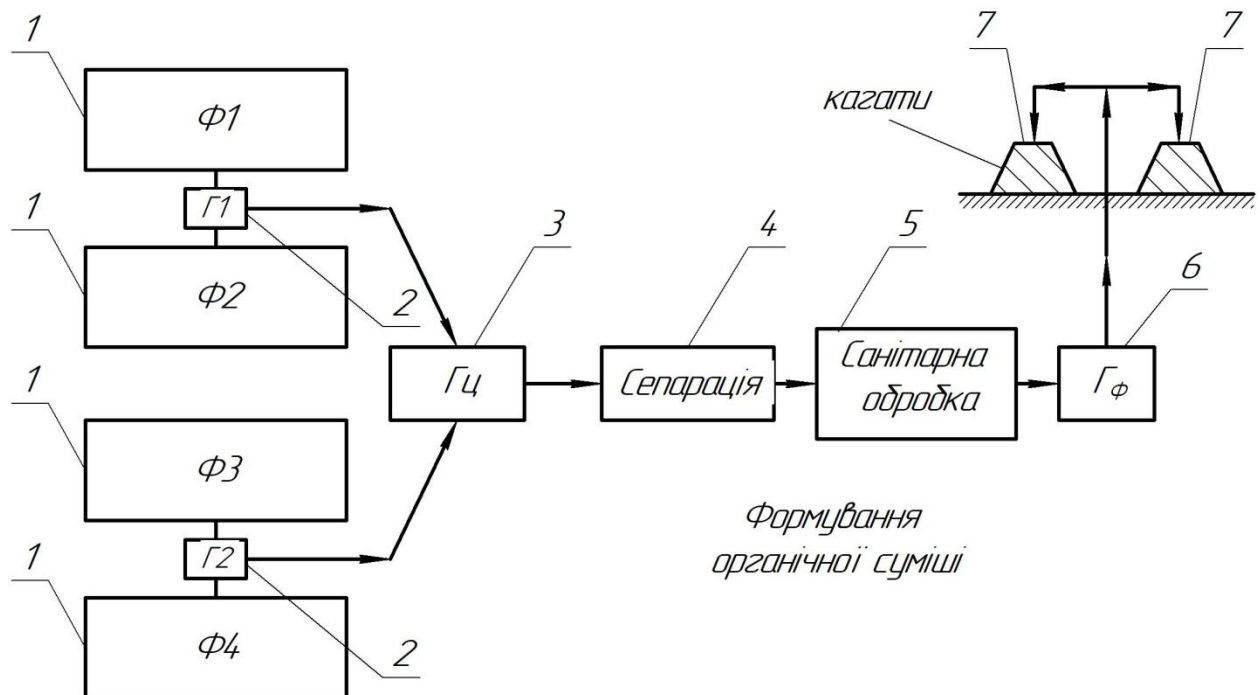 1
Ф1
Г1
1
Ф2
2
1
Ф3
Г2
1
Ф4
2
3
Гц
4
Сепарація
5
Санітарна
обробка
6
Гф
7
7
кагати
Формування
органічної суміші